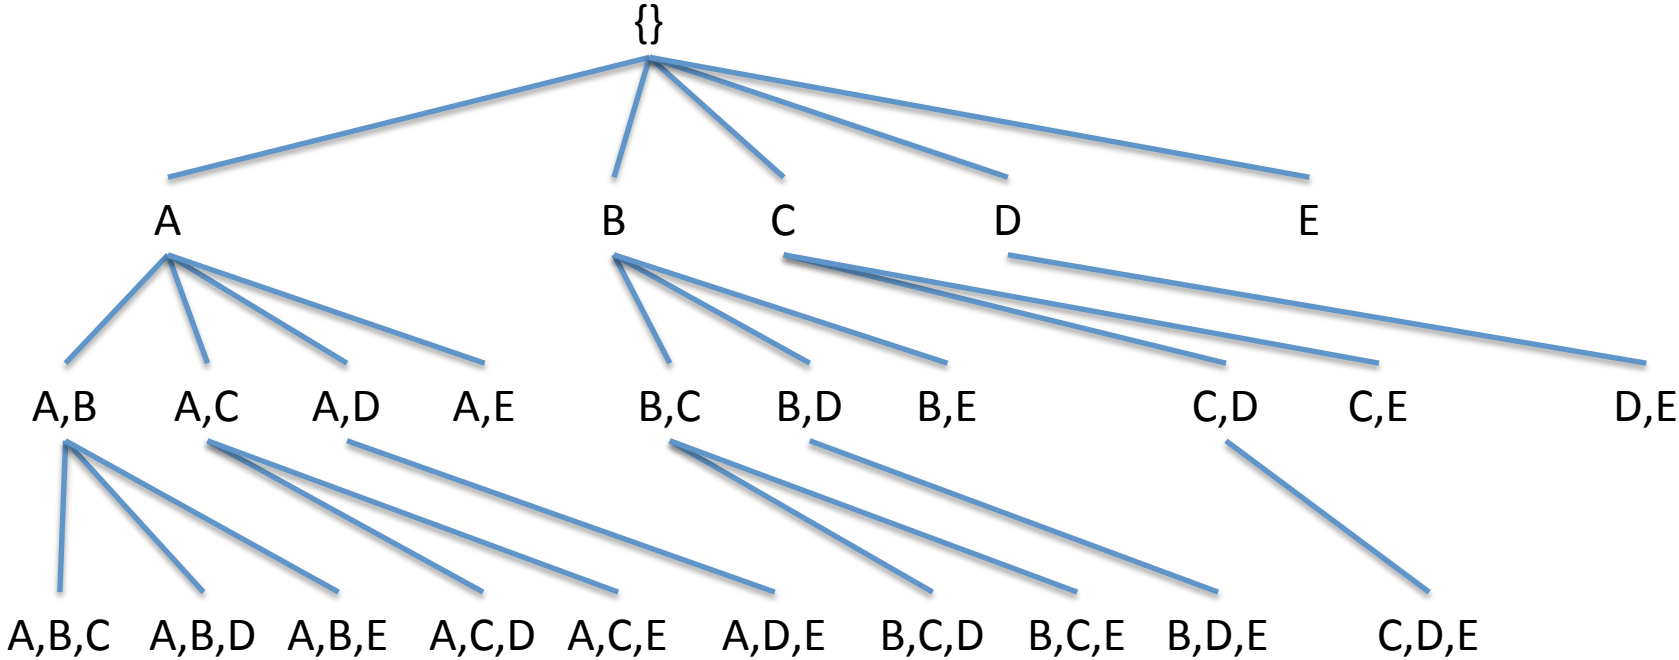 {}
A B C D E
A,B A,C A,D A,E B,C B,D B,E C,D C,E D,E
A,B,C A,B,D A,B,E A,C,D A,C,E A,D,E B,C,D B,C,E B,D,E C,D,E